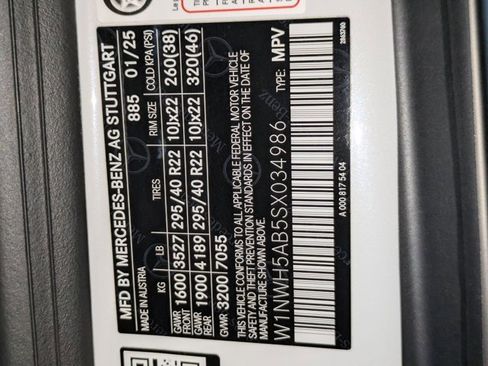 MFD BY MERCEDES-BENZ AG STUTTGART
MADE IN AUSTRIA 885 01/25
KG LB TIRES RIM SIZE COLD KPA(PSI)
GAWR FRONT 1600 3527 295/40 R22 10Jx22 260(38)
GAWR REAR 1900 4189 295/40 R22 10Jx22 320(46)
GVWR 3200 7055
THIS VEHICLE CONFORMS TO ALL APPLICABLE FEDERAL MOTOR VEHICLE
SAFETY AND THEFT PREVENTION STANDARDS IN EFFECT ON THE DATE OF
MANUFACTURE SHOWN ABOVE.
W1NWH5AB5SX034986 TYPE: MPV
A 000 817 54 04
2883760